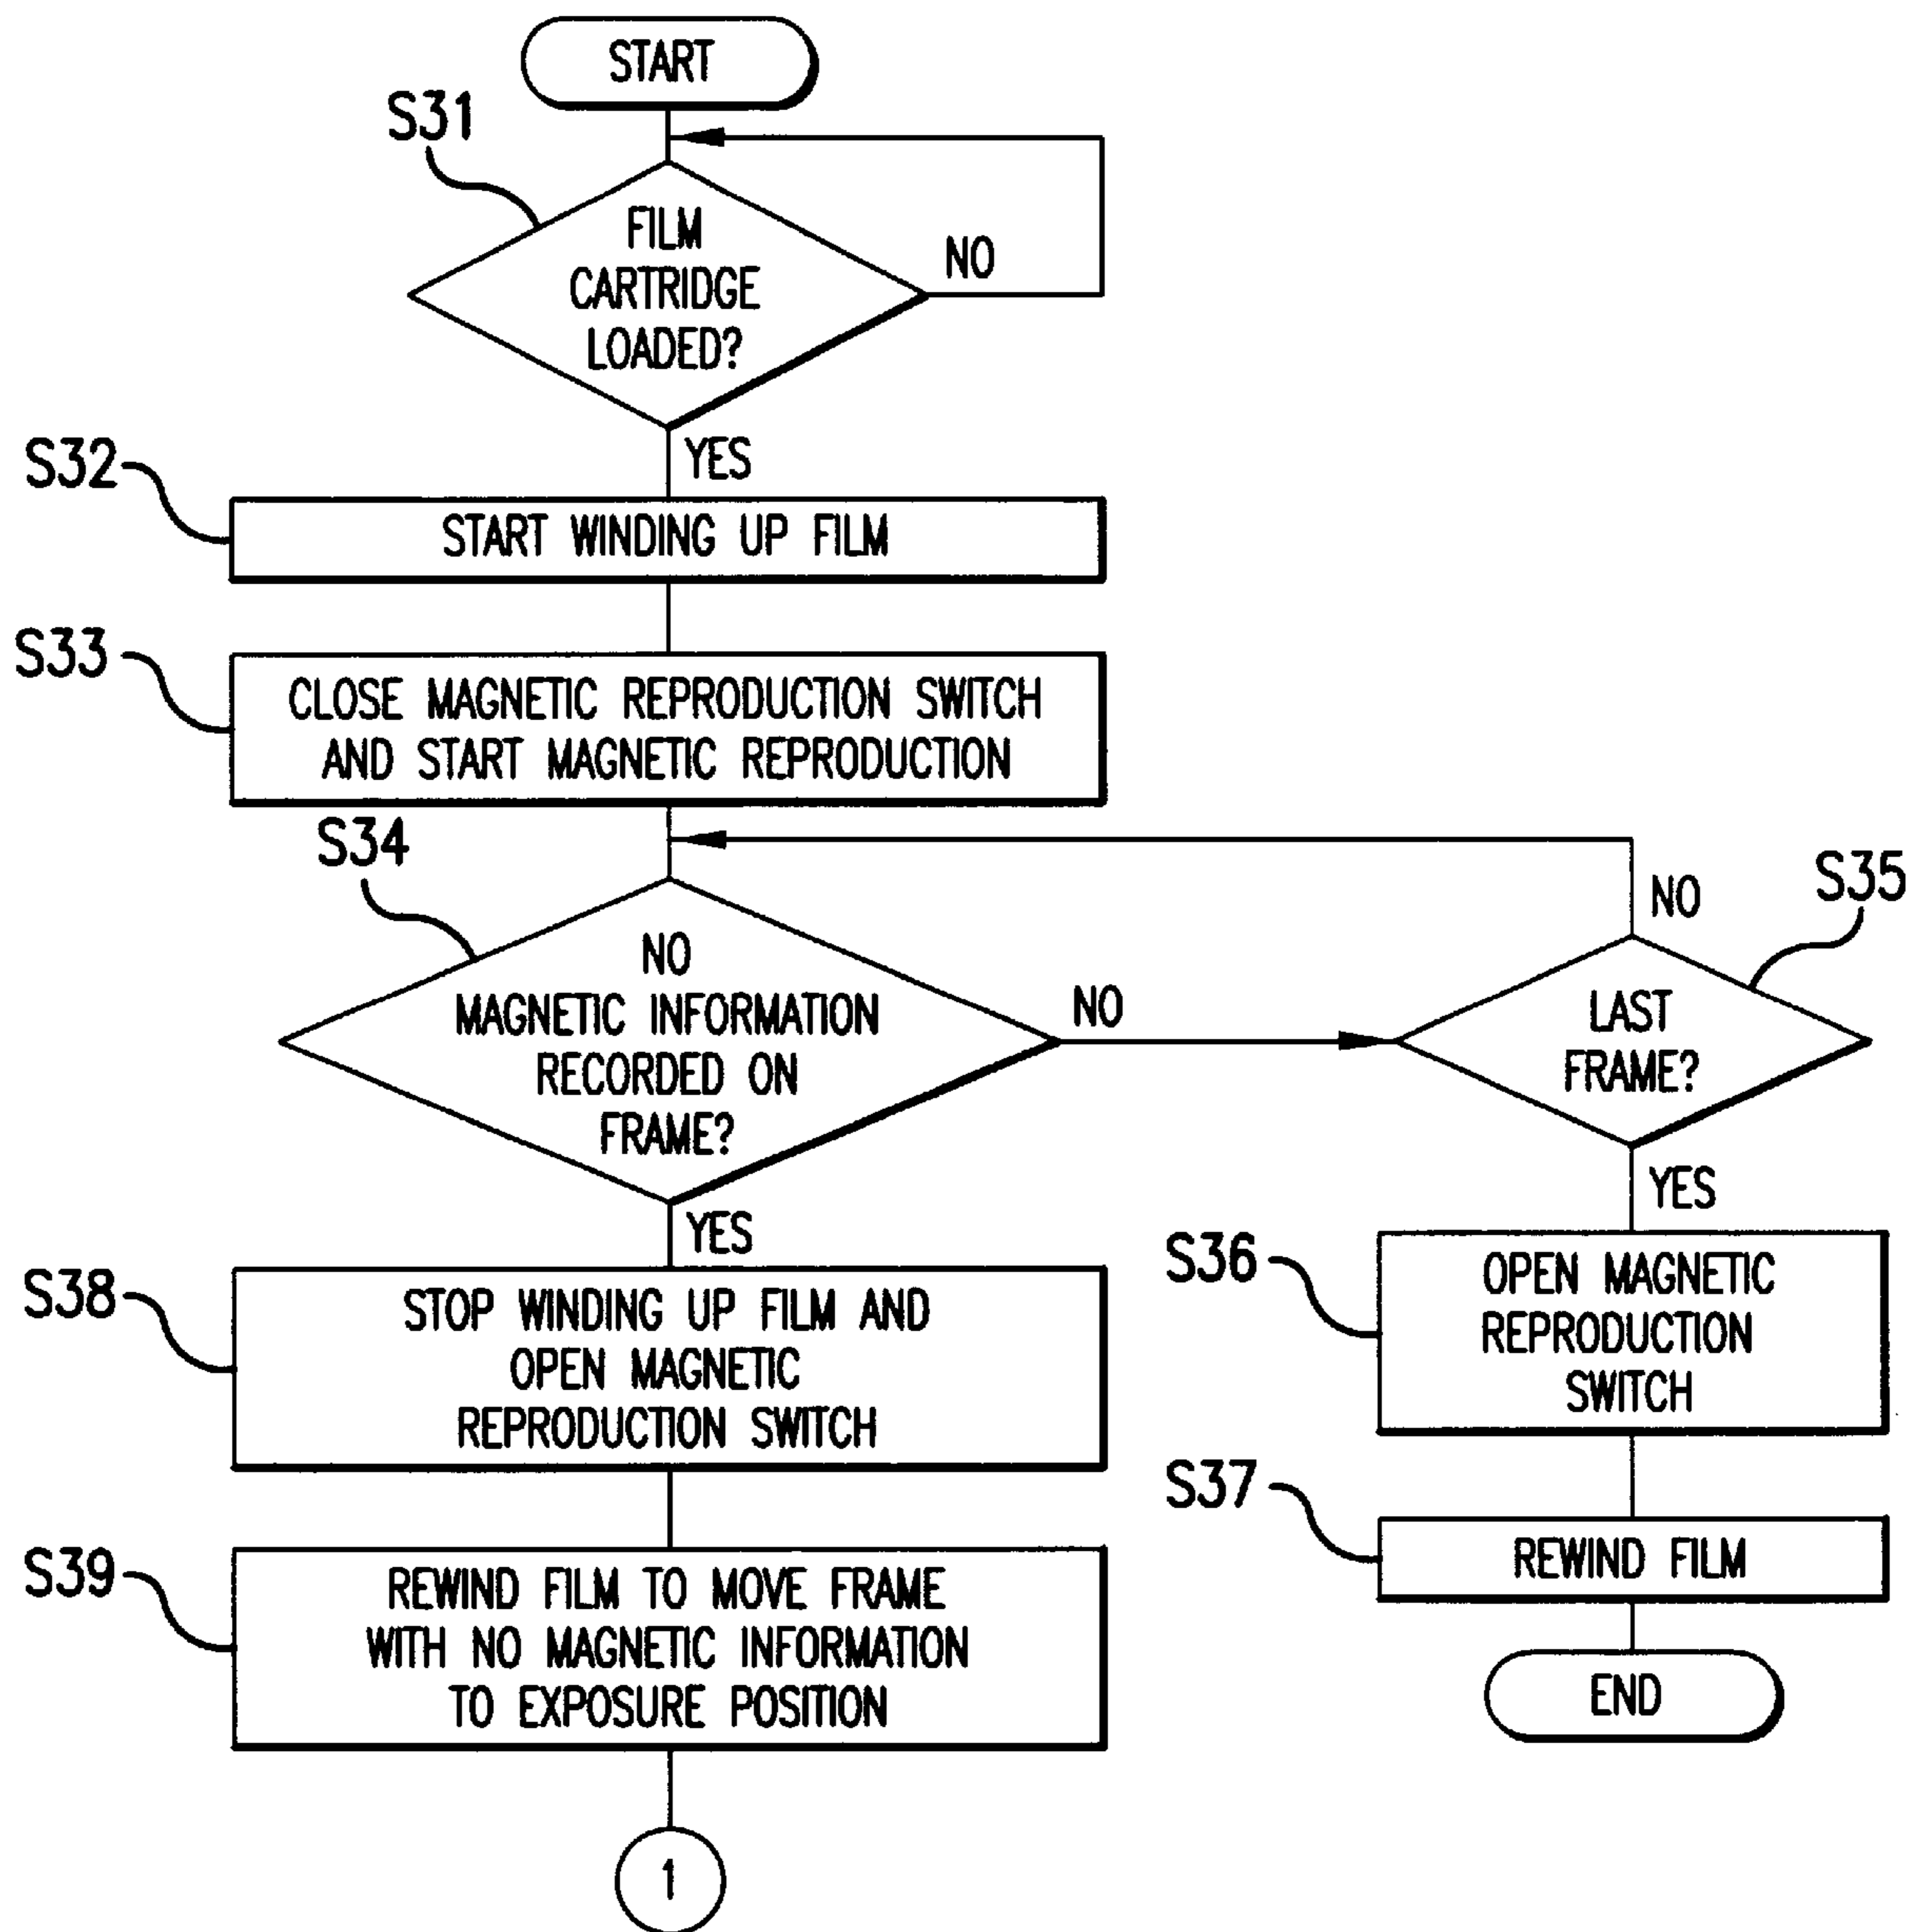 START
S31
FILM
CARTRIDGE
LOADED?
NO
YES
S32
START WINDING UP FILM
S33
CLOSE MAGNETIC REPRODUCTION SWITCH
AND START MAGNETIC REPRODUCTION
S34
NO
MAGNETIC INFORMATION
RECORDED ON
FRAME?
NO
S35
NO
LAST
FRAME?
YES
S36
OPEN MAGNETIC
REPRODUCTION
SWITCH
S37
REWIND FILM
END
YES
S38
STOP WINDING UP FILM AND
OPEN MAGNETIC
REPRODUCTION SWITCH
S39
REWIND FILM TO MOVE FRAME
WITH NO MAGNETIC INFORMATION
TO EXPOSURE POSITION
1